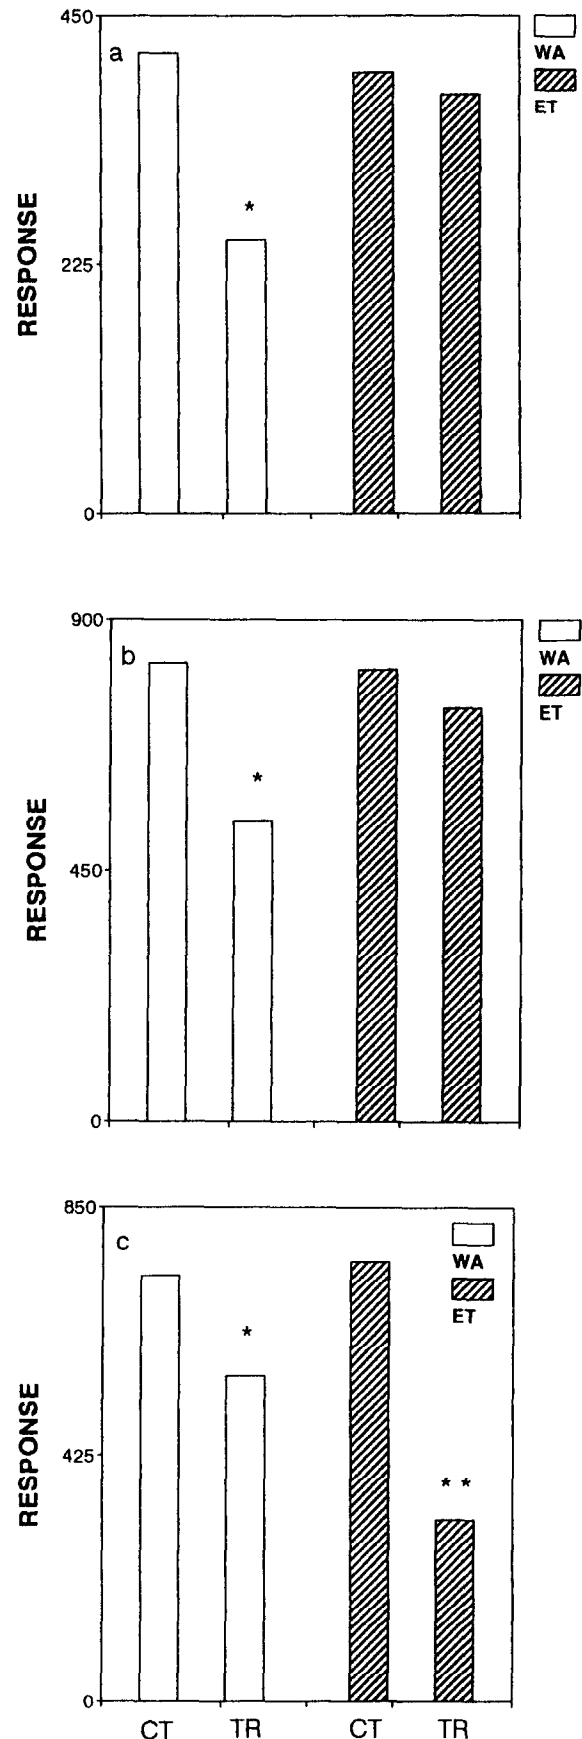 450
a
WA
ET
*
RESPONSE
225
0
900
b
WA
ET
*
RESPONSE
450
0
850
c
WA
ET
*
RESPONSE
425
* *
0
CT TR CT TR